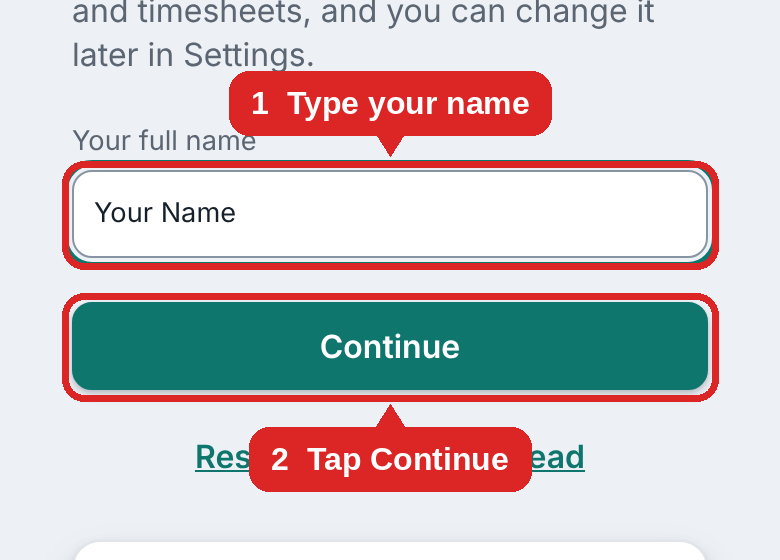 and timesheets, and you can change it
later in Settings.
1 Type your name
Your full name
Your Name
Continue
2 Tap Continue